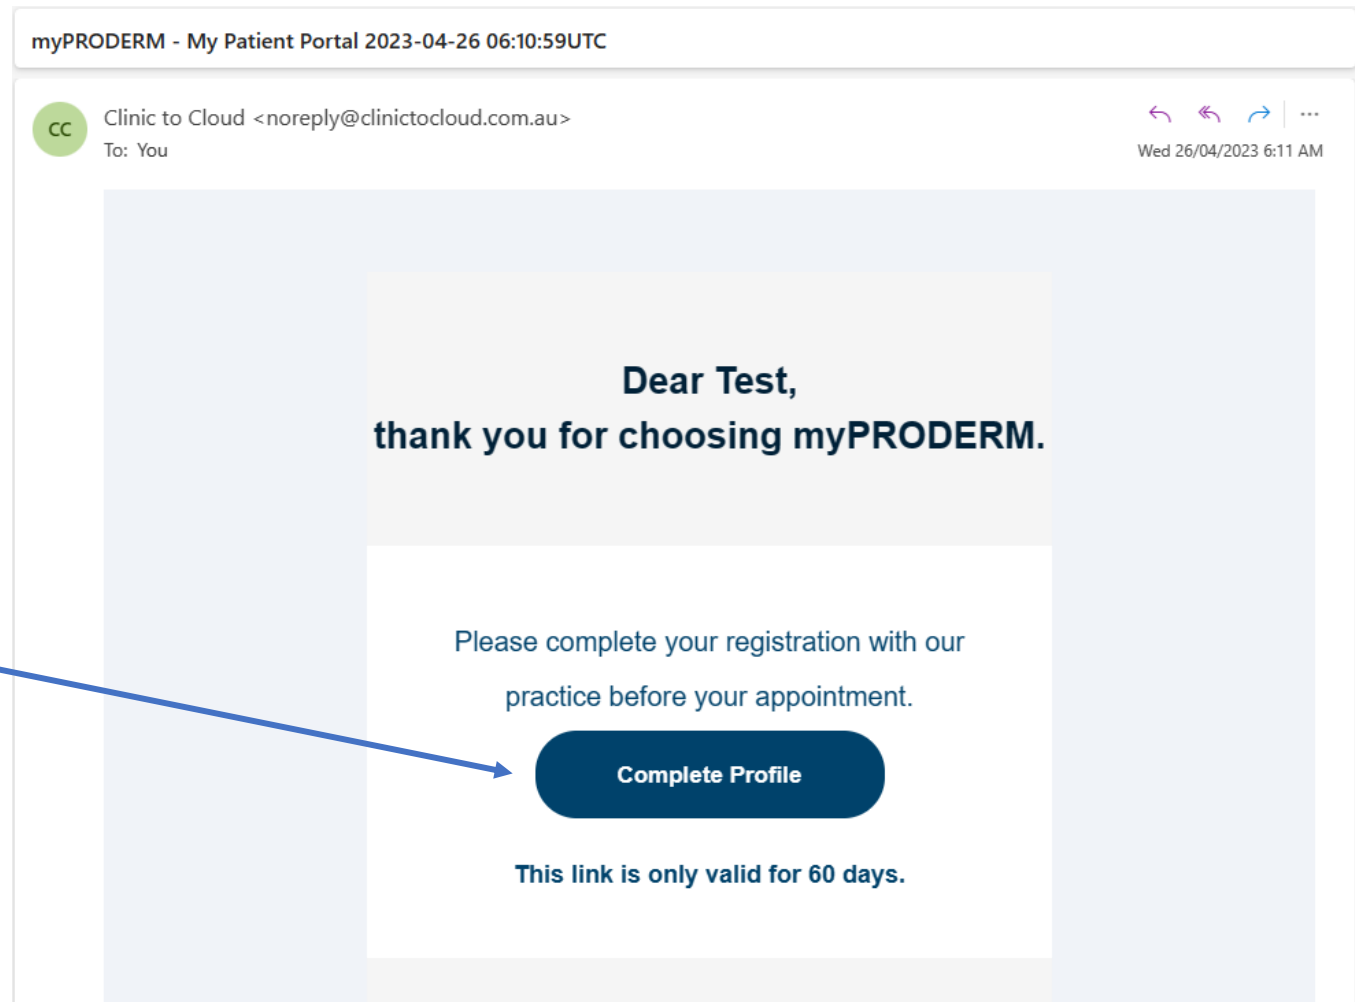 myPRODERM - My Patient Portal 2023-04-26 06:10:59UTC
CC
Clinic to Cloud <noreply@clinictocloud.com.au>
To: You
Wed 26/04/2023 6:11 AM
Dear Test,
thank you for choosing myPRODERM.
Please complete your registration with our
practice before your appointment.
Complete Profile
This link is only valid for 60 days.